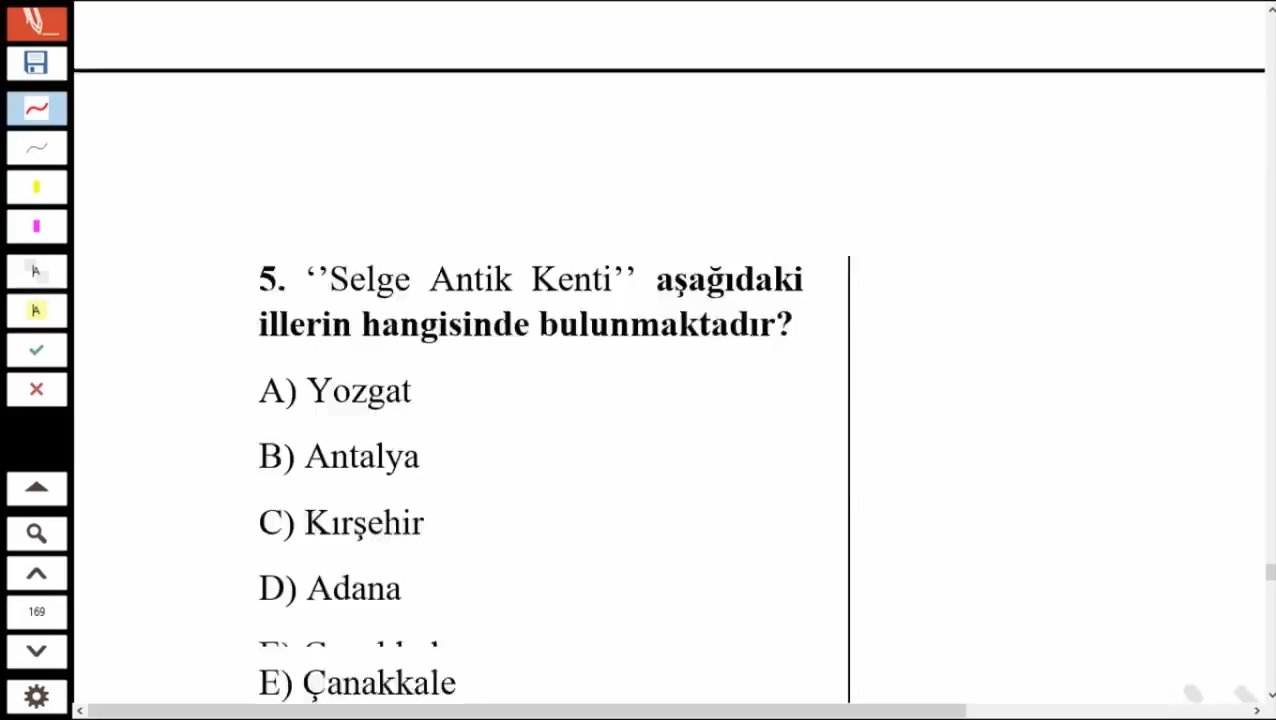 5. ‘’Selge Antik Kenti’’ aşağıdaki
illerin hangisinde bulunmaktadır?
A) Yozgat
B) Antalya
C) Kırşehir
D) Adana
E) Çanakkale
169